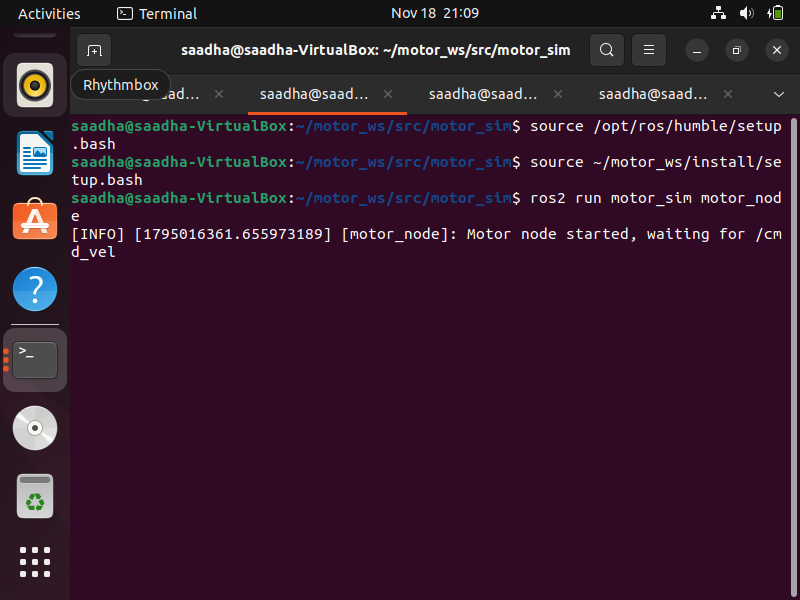 Activities Terminal Nov 18 21:09
saadha@saadha-VirtualBox: ~/motor_ws/src/motor_sim
Rhythmbox
aad... × saadha@saad... × saadha@saad... × saadha@saad... ×
saadha@saadha-VirtualBox:~/motor_ws/src/motor_sim$ source /opt/ros/humble/setup
.bash
saadha@saadha-VirtualBox:~/motor_ws/src/motor_sim$ source ~/motor_ws/install/se
tup.bash
saadha@saadha-VirtualBox:~/motor_ws/src/motor_sim$ ros2 run motor_sim motor_nod
e
[INFO] [1795016361.655973189] [motor_node]: Motor node started, waiting for /cm
d_vel